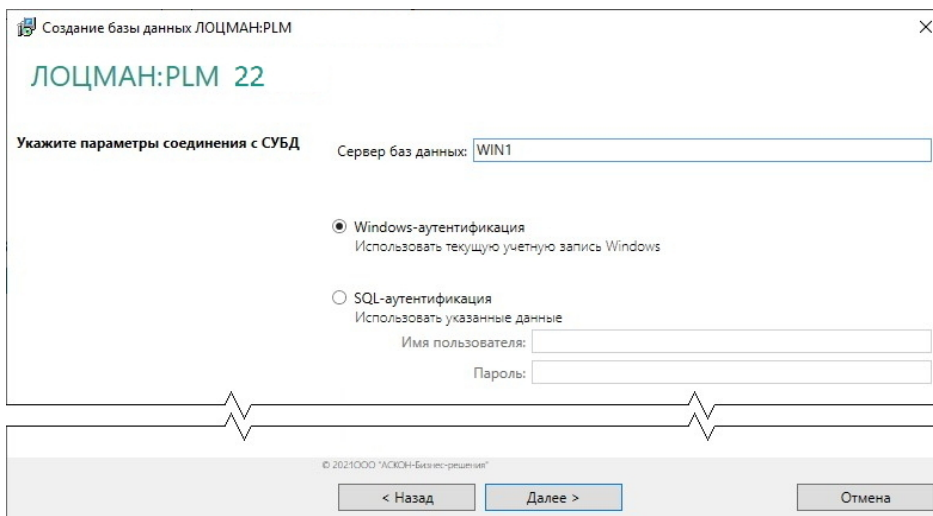 Создание базы данных ЛОЦМАН:PLM
ЛОЦМАН:PLM 22
Укажите параметры соединения с СУБД
Сервер баз данных: WIN1
Windows-аутентификация
Использовать текущую учетную запись Windows
SQL-аутентификация
Использовать указанные данные
Имя пользователя:
Пароль:
© 2021ООО "АСКОН-Бизнес-решения"
< Назад Далее > Отмена